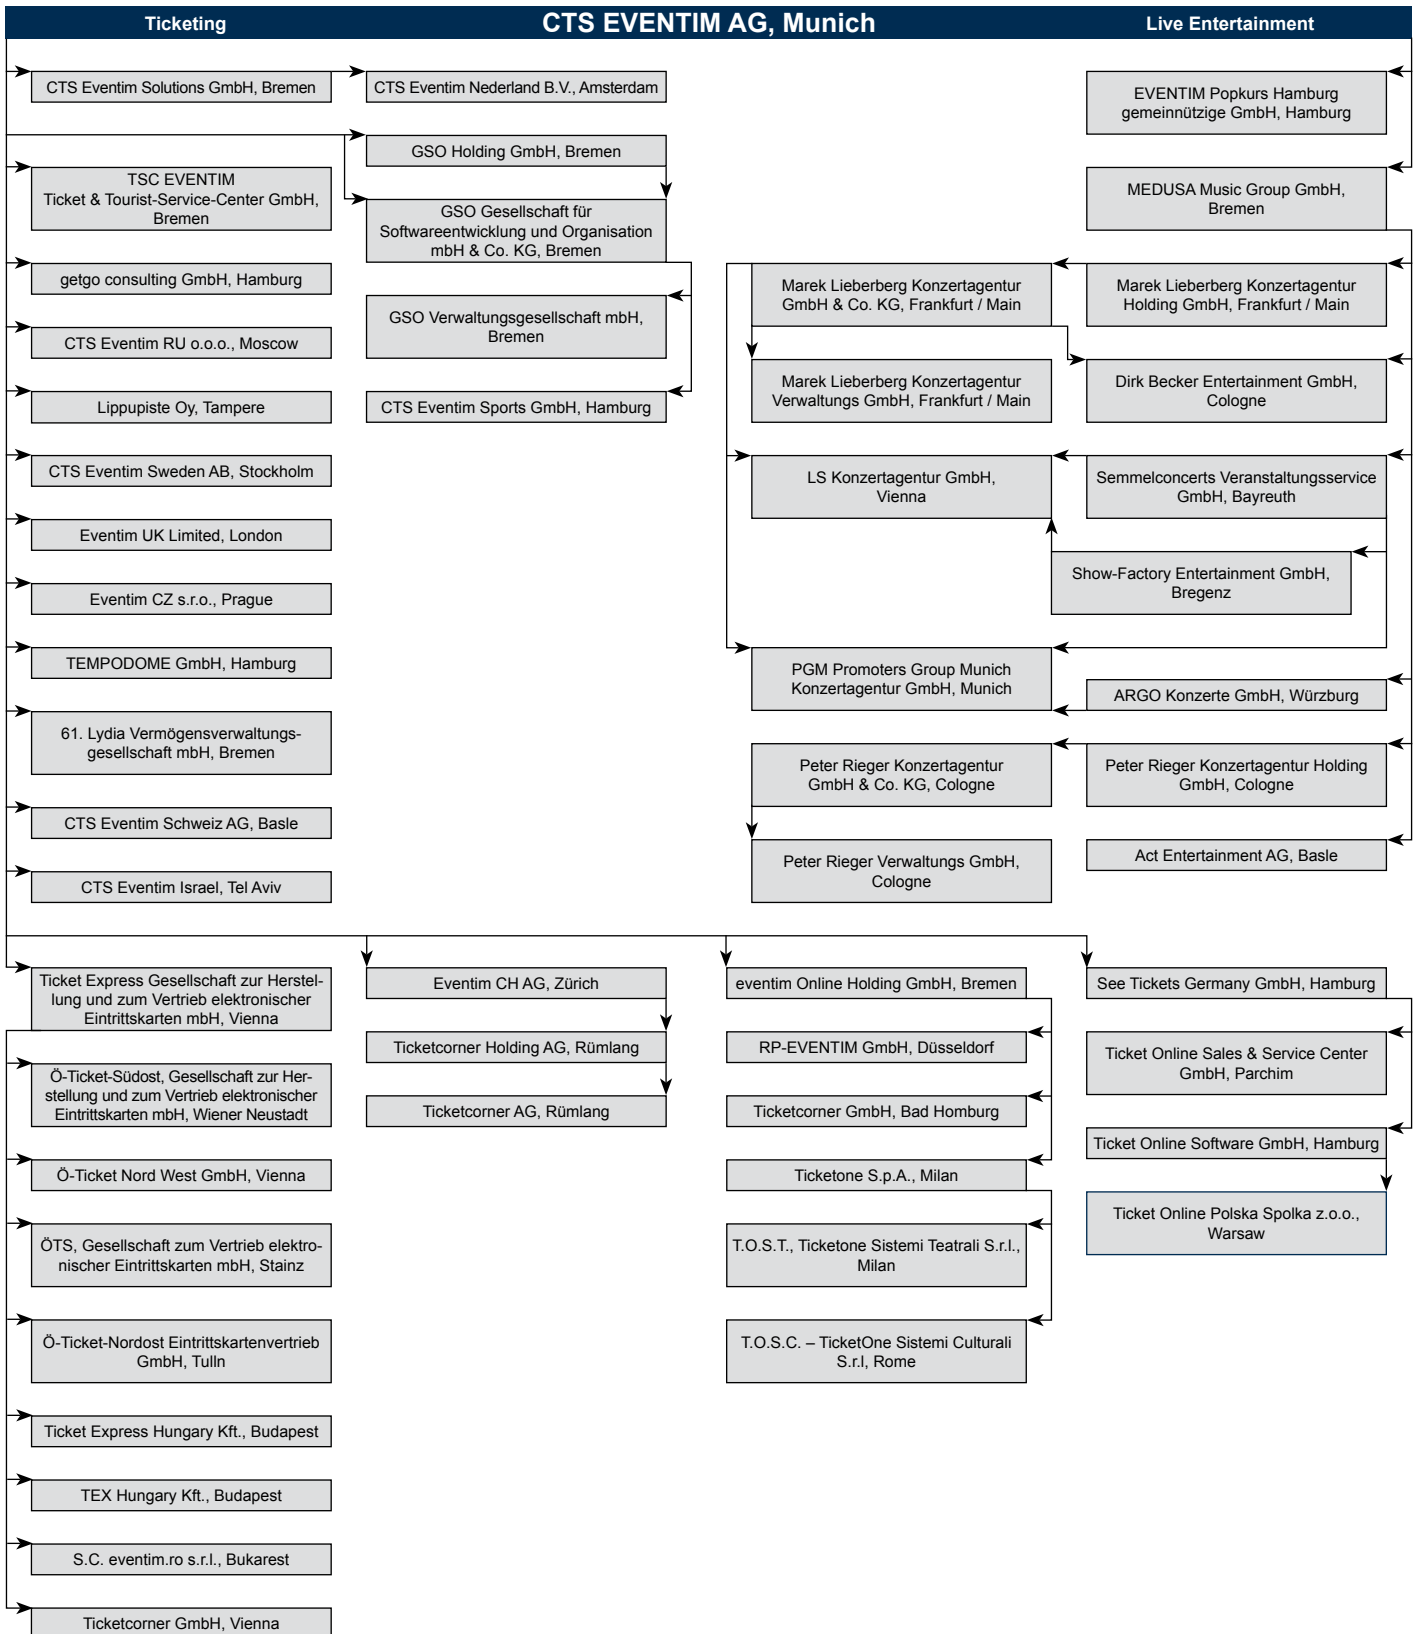 Ticketing
CTS EVENTIM AG, Munich
Live Entertainment
CTS Eventim Solutions GmbH, Bremen
TSC EVENTIM
Ticket & Tourist-Service-Center GmbH,
Bremen
getgo consulting GmbH, Hamburg
CTS Eventim RU o.o.o., Moscow
Lippupiste Oy, Tampere
CTS Eventim Sweden AB, Stockholm
Eventim UK Limited, London
Eventim CZ s.r.o., Prague
TEMPODOME GmbH, Hamburg
61. Lydia Vermögensverwaltungs-
gesellschaft mbH, Bremen
CTS Eventim Schweiz AG, Basle
CTS Eventim Israel, Tel Aviv
CTS Eventim Nederland B.V., Amsterdam
GSO Holding GmbH, Bremen
GSO Gesellschaft für
Softwareentwicklung und Organisation
mbH & Co. KG, Bremen
GSO Verwaltungsgesellschaft mbH,
Bremen
CTS Eventim Sports GmbH, Hamburg
Marek Lieberberg Konzertagentur
GmbH & Co. KG, Frankfurt / Main
Marek Lieberberg Konzertagentur
Verwaltungs GmbH, Frankfurt / Main
LS Konzertagentur GmbH,
Vienna
Show-Factory Entertainment GmbH,
Bregenz
PGM Promoters Group Munich
Konzertagentur GmbH, Munich
Peter Rieger Konzertagentur
GmbH & Co. KG, Cologne
Peter Rieger Verwaltungs GmbH,
Cologne
EVENTIM Popkurs Hamburg
gemeinnützige GmbH, Hamburg
MEDUSA Music Group GmbH,
Bremen
Marek Lieberberg Konzertagentur
Holding GmbH, Frankfurt / Main
Dirk Becker Entertainment GmbH,
Cologne
Semmelconcerts Veranstaltungsservice
GmbH, Bayreuth
ARGO Konzerte GmbH, Würzburg
Peter Rieger Konzertagentur Holding
GmbH, Cologne
Act Entertainment AG, Basle
Ticket Express Gesellschaft zur Herstel-
lung und zum Vertrieb elektronischer
Eintrittskarten mbH, Vienna
Ö-Ticket-Südost, Gesellschaft zur Her-
stellung und zum Vertrieb elektronischer
Eintrittskarten mbH, Wiener Neustadt
Ö-Ticket Nord West GmbH, Vienna
ÖTS, Gesellschaft zum Vertrieb elektro-
nischer Eintrittskarten mbH, Stainz
Ö-Ticket-Nordost Eintrittskartenvertrieb
GmbH, Tulln
Ticket Express Hungary Kft., Budapest
TEX Hungary Kft., Budapest
S.C. eventim.ro s.r.l., Bukarest
Ticketcorner GmbH, Vienna
Eventim CH AG, Zürich
Ticketcorner Holding AG, Rümlang
Ticketcorner AG, Rümlang
eventim Online Holding GmbH, Bremen
RP-EVENTIM GmbH, Düsseldorf
Ticketcorner GmbH, Bad Homburg
Ticketone S.p.A., Milan
T.O.S.T., Ticketone Sistemi Teatrali S.r.l.,
Milan
T.O.S.C. – TicketOne Sistemi Culturali
S.r.l, Rome
See Tickets Germany GmbH, Hamburg
Ticket Online Sales & Service Center
GmbH, Parchim
Ticket Online Software GmbH, Hamburg
Ticket Online Polska Spolka z.o.o.,
Warsaw